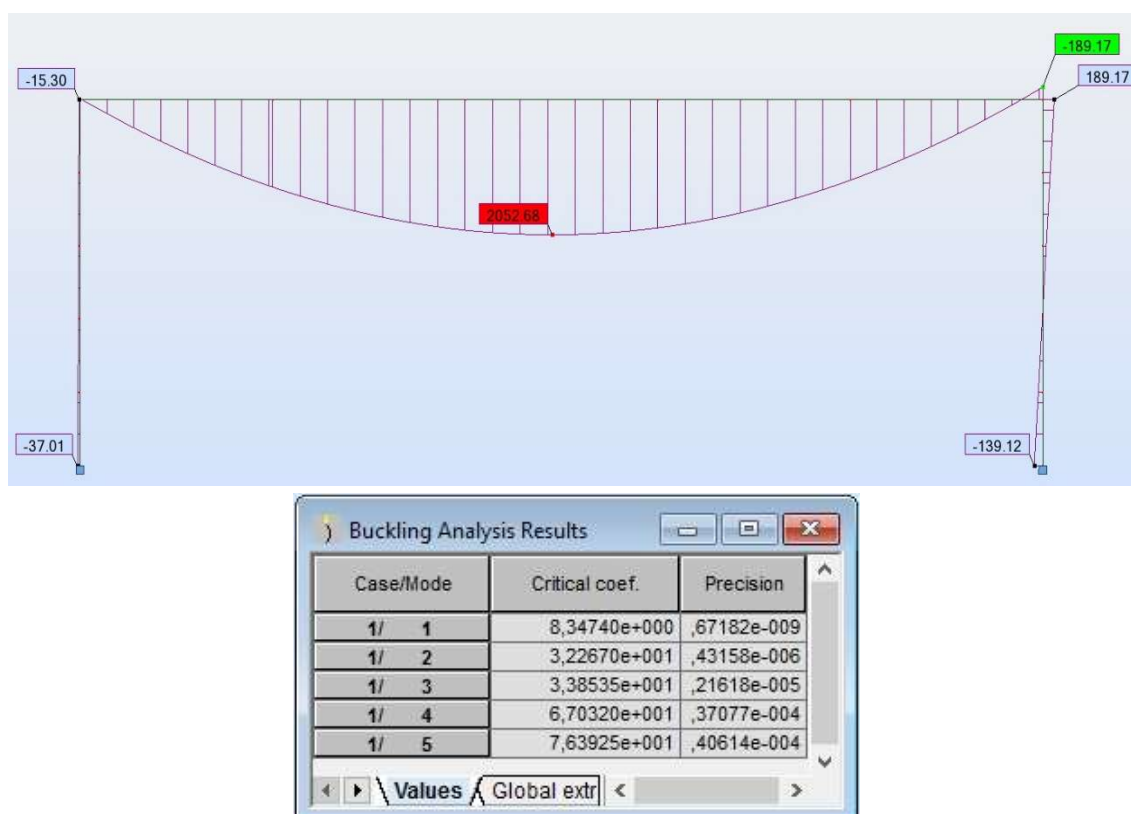 -189.17
-15.30
189.17
2052.68
-37.01
-139.12
Buckling Analysis Results
Case/Mode Critical coef. Precision
1/ 1 8,34740e+000 ,67182e-009
1/ 2 3,22670e+001 ,43158e-006
1/ 3 3,38535e+001 ,21618e-005
1/ 4 6,70320e+001 ,37077e-004
1/ 5 7,63925e+001 ,40614e-004
Values Global extr